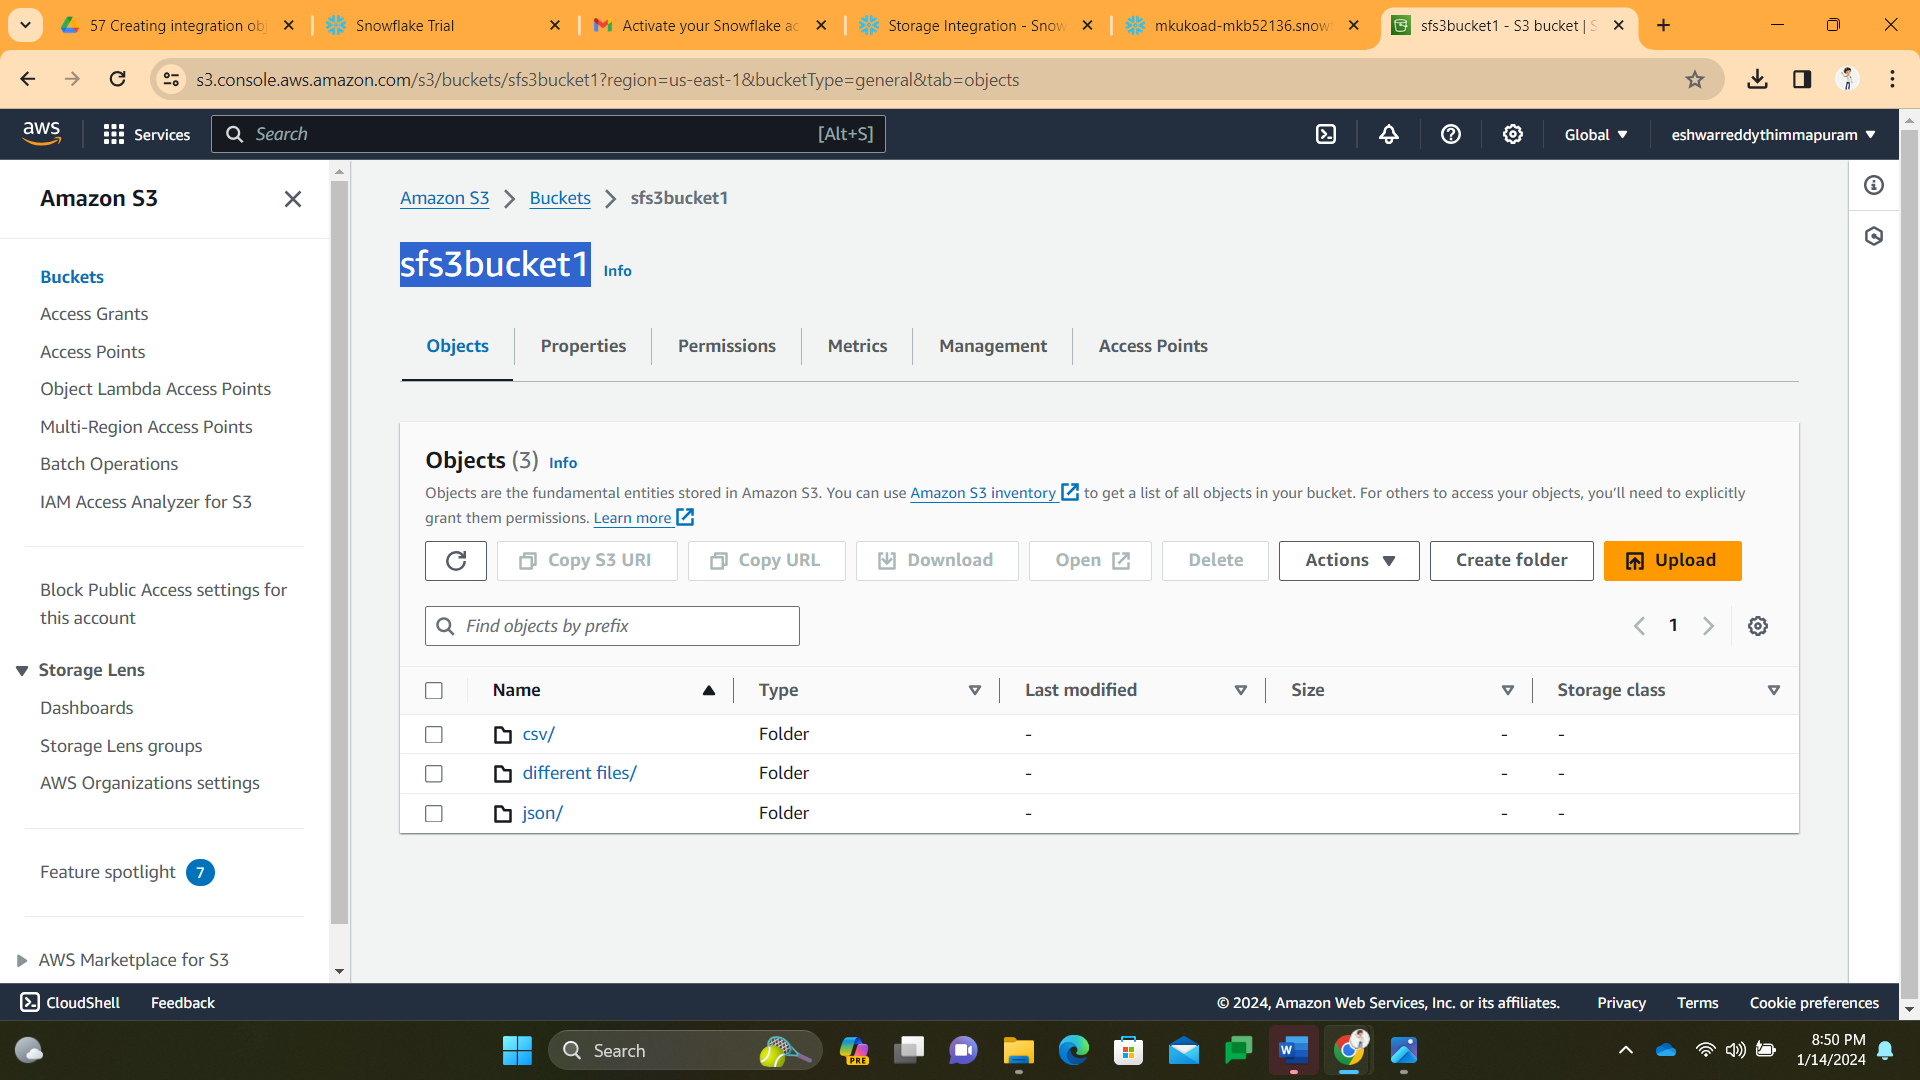 57 Creating integration obj
Snowflake Trial
Activate your Snowflake ac
Storage Integration - Snow
mkukoad-mkb52136.snowf
sfs3bucket1 - S3 bucket | S
s3.console.aws.amazon.com/s3/buckets/sfs3bucket1?region=us-east-1&bucketType=general&tab=objects
aws
Services
Search
[Alt+S]
Global
eshwarreddythimmapuram
Amazon S3
Buckets
Access Grants
Access Points
Object Lambda Access Points
Multi-Region Access Points
Batch Operations
IAM Access Analyzer for S3
Block Public Access settings for
this account
Storage Lens
Dashboards
Storage Lens groups
AWS Organizations settings
Feature spotlight 7
AWS Marketplace for S3
Amazon S3 > Buckets > sfs3bucket1
sfs3bucket1 Info
Objects Properties Permissions Metrics Management Access Points
Objects (3) Info
Objects are the fundamental entities stored in Amazon S3. You can use Amazon S3 inventory to get a list of all objects in your bucket. For others to access your objects, you'll need to explicitly
grant them permissions. Learn more
Copy S3 URI Copy URL Download Open Delete Actions Create folder Upload
Find objects by prefix
1
Name Type Last modified Size Storage class
csv/ Folder - - -
different files/ Folder - - -
json/ Folder - - -
CloudShell Feedback © 2024, Amazon Web Services, Inc. or its affiliates. Privacy Terms Cookie preferences
Search
PRE
W
8:50 PM
1/14/2024